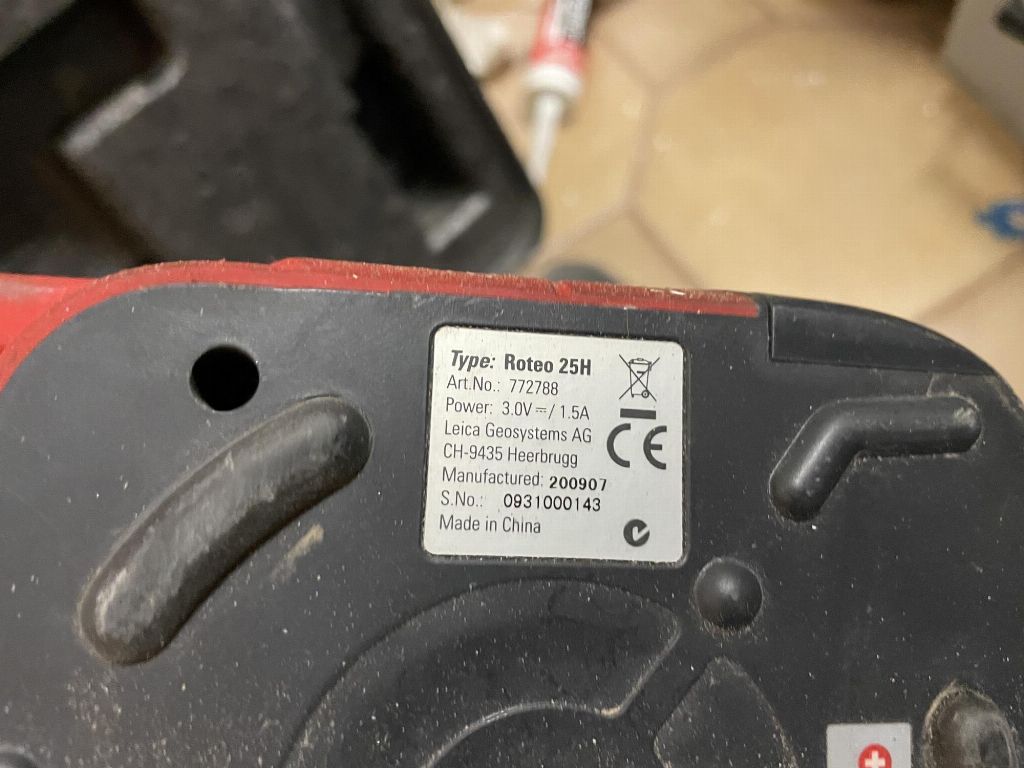 Type: Roteo 25H
Art.No.: 772788
Power: 3.0V⎓/ 1.5A
Leica Geosystems AG
CH-9435 Heerbrugg
Manufactured: 200907
S.No.: 0931000143
Made in China
CE